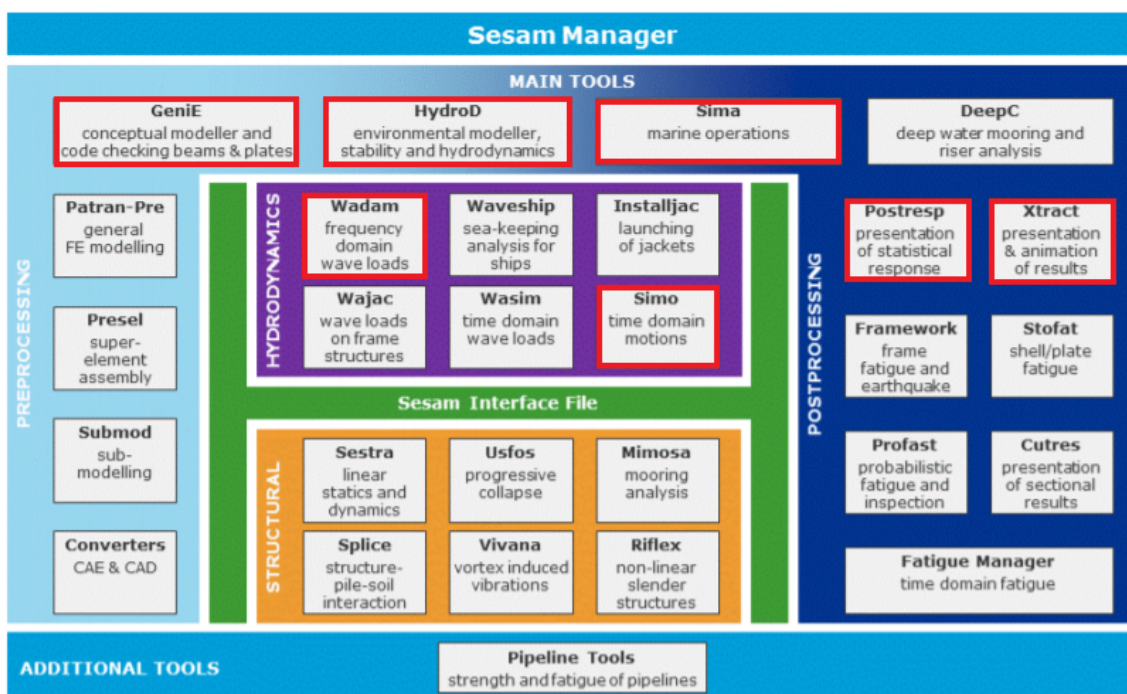 Sesam Manager
MAIN TOOLS
GeniE
conceptual modeller and
code checking beams & plates
HydroD
environmental modeller,
stability and hydrodynamics
Sima
marine operations
DeepC
deep water mooring and
riser analysis
PREPROCESSING
Patran-Pre
general
FE modelling
Presel
super-
element
assembly
Submod
sub-
modelling
Converters
CAE & CAD
HYDRODYNAMICS
Wadam
frequency
domain
wave loads
Waveship
sea-keeping
analysis for
ships
Installjac
launching
of jackets
Wajac
wave loads
on frame
structures
Wasim
time domain
wave loads
Simo
time domain
motions
Sesam Interface File
STRUCTURAL
Sestra
linear
statics and
dynamics
Usfos
progressive
collapse
Mimosa
mooring
analysis
Splice
structure-
pile-soil
interaction
Vivana
vortex induced
vibrations
Riflex
non-linear
slender
structures
POSTPROCESSING
Postresp
presentation
of statistical
response
Xtract
presentation
& animation
of results
Framework
frame
fatigue and
earthquake
Stofat
shell/plate
fatigue
Profast
probabilistic
fatigue and
inspection
Cutres
presentation
of sectional
results
Fatigue Manager
time domain fatigue
ADDITIONAL TOOLS
Pipeline Tools
strength and fatigue of pipelines